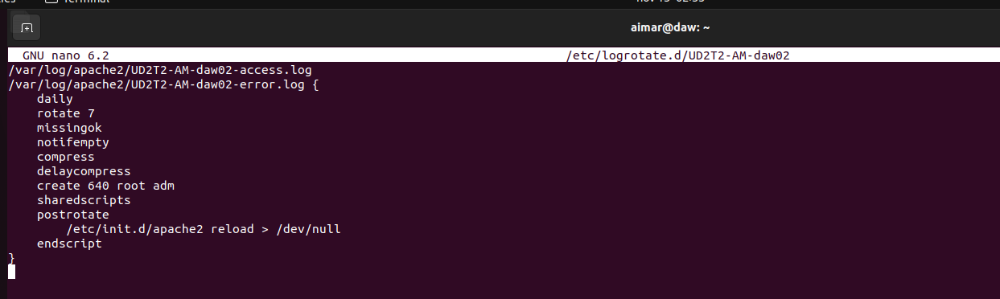 Terminal
aimar@daw: ~
GNU nano 6.2 /etc/logrotate.d/UD2T2-AM-daw02
/var/log/apache2/UD2T2-AM-daw02-access.log
/var/log/apache2/UD2T2-AM-daw02-error.log {
daily
rotate 7
missingok
notifempty
compress
delaycompress
create 640 root adm
sharedscripts
postrotate
/etc/init.d/apache2 reload > /dev/null
endscript
}